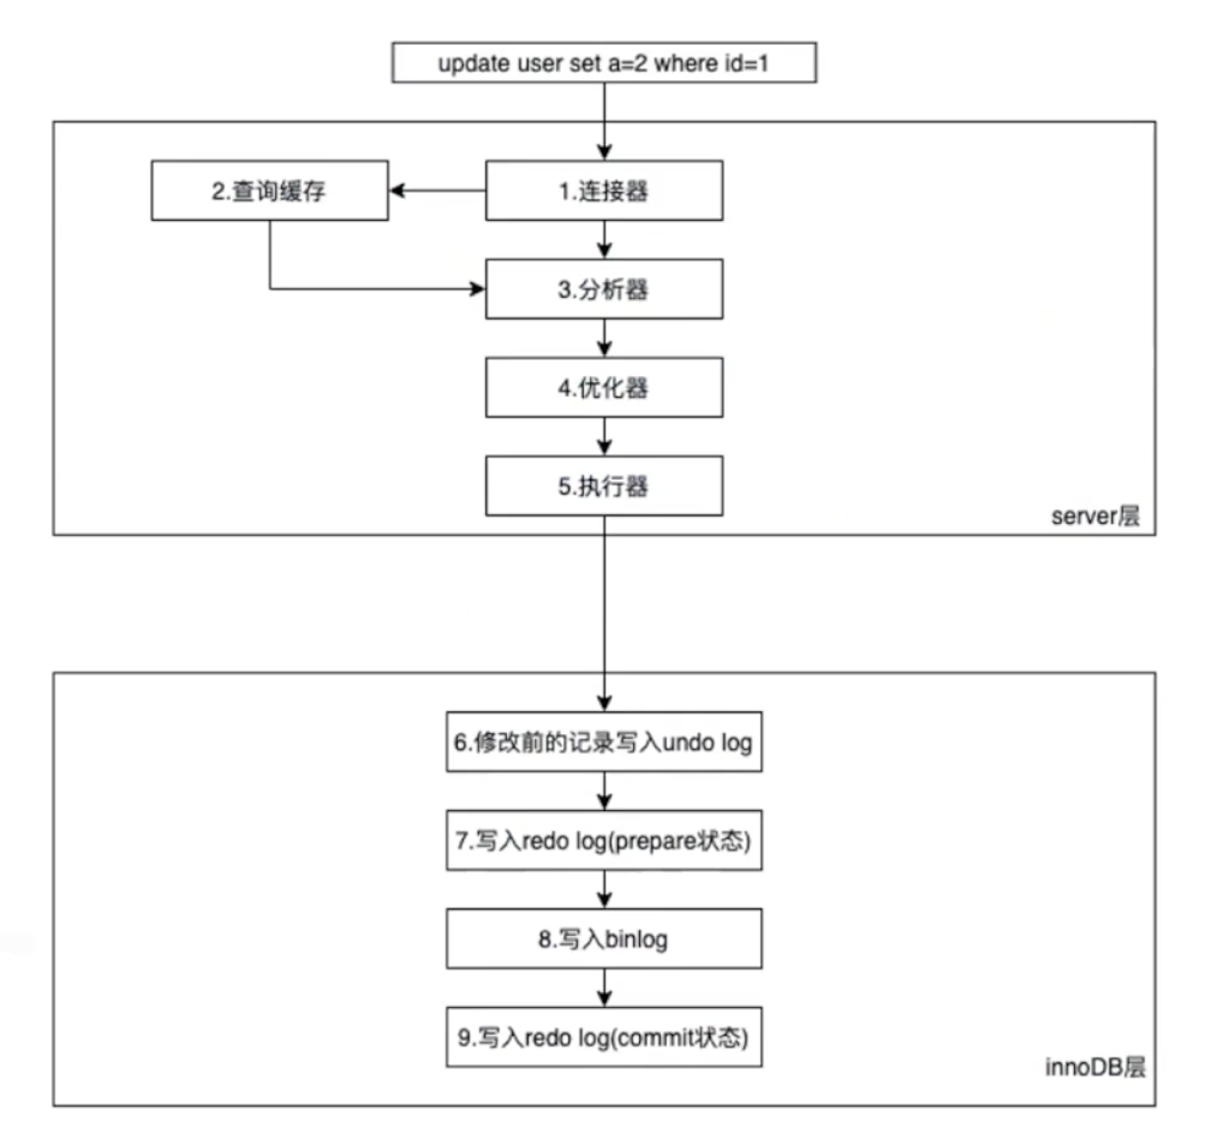 update user set a=2 where id=1
2.查询缓存
1.连接器
3.分析器
4.优化器
5.执行器
server层
6.修改前的记录写入undo log
7.写入redo log(prepare状态)
8.写入binlog
9.写入redo log(commit状态)
innoDB层